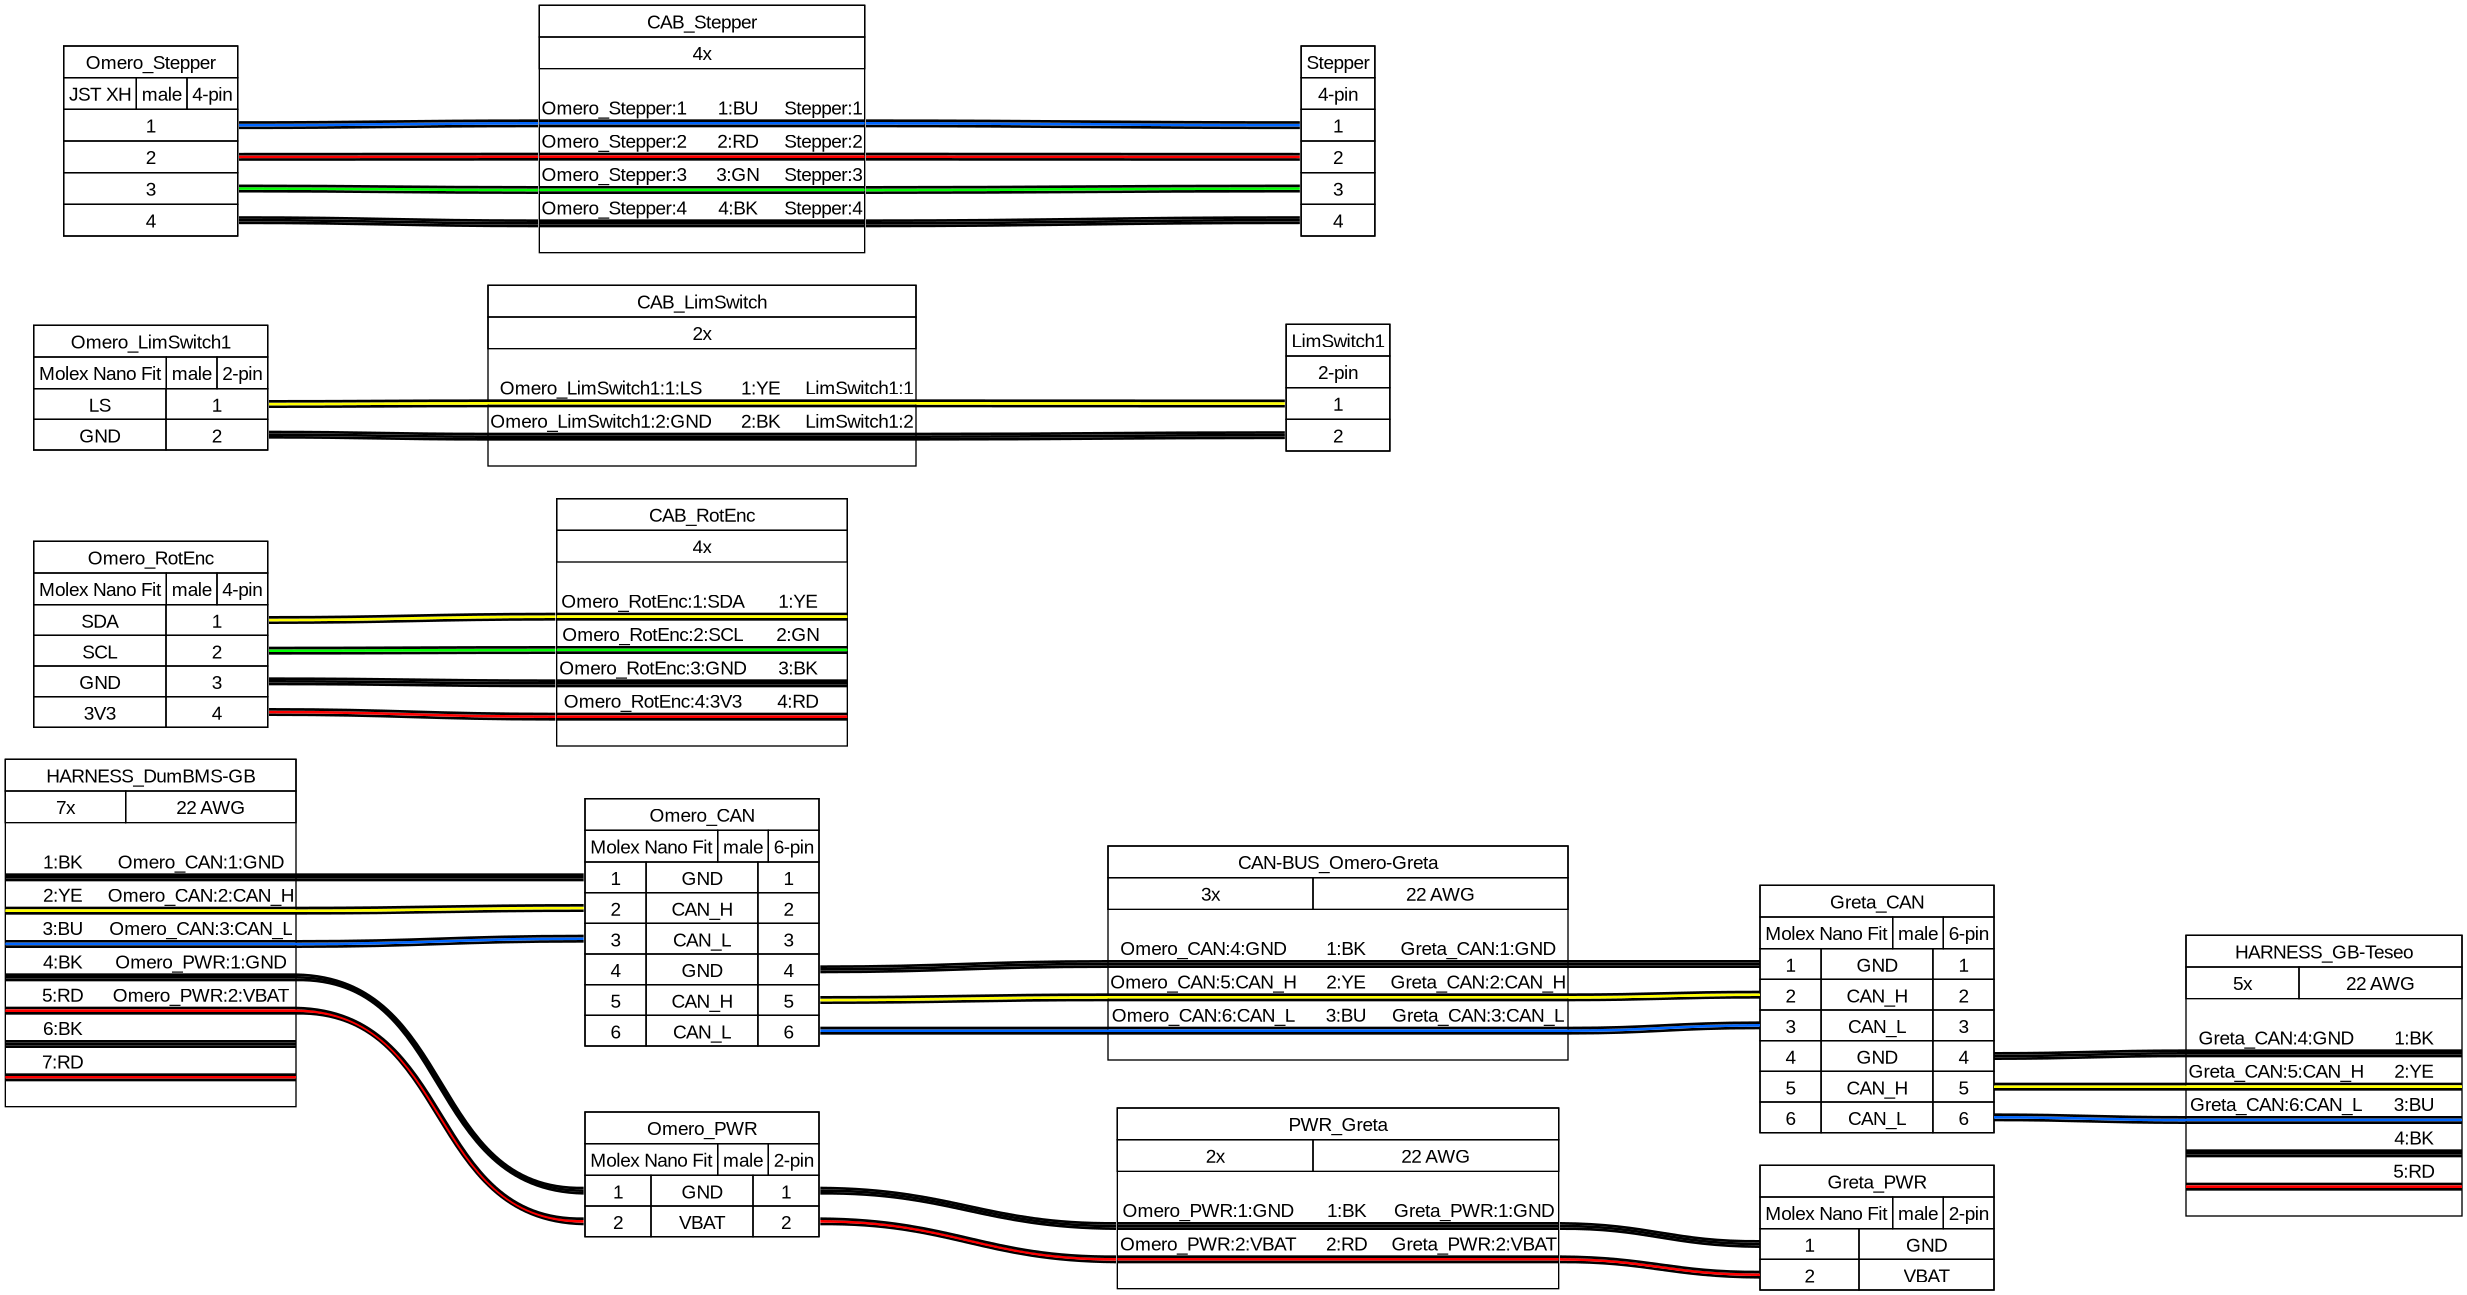 CAB_Stepper
4x
Omero_Stepper
JST XH male 4-pin
1
2
3
4
Omero_Stepper:1 1:BU Stepper:1
Omero_Stepper:2 2:RD Stepper:2
Omero_Stepper:3 3:GN Stepper:3
Omero_Stepper:4 4:BK Stepper:4
Stepper
4-pin
1
2
3
4
CAB_LimSwitch
2x
Omero_LimSwitch1
Molex Nano Fit male 2-pin
LS 1
GND 2
Omero_LimSwitch1:1:LS 1:YE LimSwitch1:1
Omero_LimSwitch1:2:GND 2:BK LimSwitch1:2
LimSwitch1
2-pin
1
2
CAB_RotEnc
4x
Omero_RotEnc
Molex Nano Fit male 4-pin
SDA 1
SCL 2
GND 3
3V3 4
Omero_RotEnc:1:SDA 1:YE
Omero_RotEnc:2:SCL 2:GN
Omero_RotEnc:3:GND 3:BK
Omero_RotEnc:4:3V3 4:RD
HARNESS_DumBMS-GB
7x 22 AWG
1:BK Omero_CAN:1:GND
2:YE Omero_CAN:2:CAN_H
3:BU Omero_CAN:3:CAN_L
4:BK Omero_PWR:1:GND
5:RD Omero_PWR:2:VBAT
6:BK
7:RD
Omero_CAN
Molex Nano Fit male 6-pin
1 GND 1
2 CAN_H 2
3 CAN_L 3
4 GND 4
5 CAN_H 5
6 CAN_L 6
CAN-BUS_Omero-Greta
3x 22 AWG
Omero_CAN:4:GND 1:BK Greta_CAN:1:GND
Omero_CAN:5:CAN_H 2:YE Greta_CAN:2:CAN_H
Omero_CAN:6:CAN_L 3:BU Greta_CAN:3:CAN_L
Greta_CAN
Molex Nano Fit male 6-pin
1 GND 1
2 CAN_H 2
3 CAN_L 3
4 GND 4
5 CAN_H 5
6 CAN_L 6
HARNESS_GB-Teseo
5x 22 AWG
Greta_CAN:4:GND 1:BK
Greta_CAN:5:CAN_H 2:YE
Greta_CAN:6:CAN_L 3:BU
4:BK
5:RD
Omero_PWR
Molex Nano Fit male 2-pin
1 GND 1
2 VBAT 2
PWR_Greta
2x 22 AWG
Omero_PWR:1:GND 1:BK Greta_PWR:1:GND
Omero_PWR:2:VBAT 2:RD Greta_PWR:2:VBAT
Greta_PWR
Molex Nano Fit male 2-pin
1 GND
2 VBAT